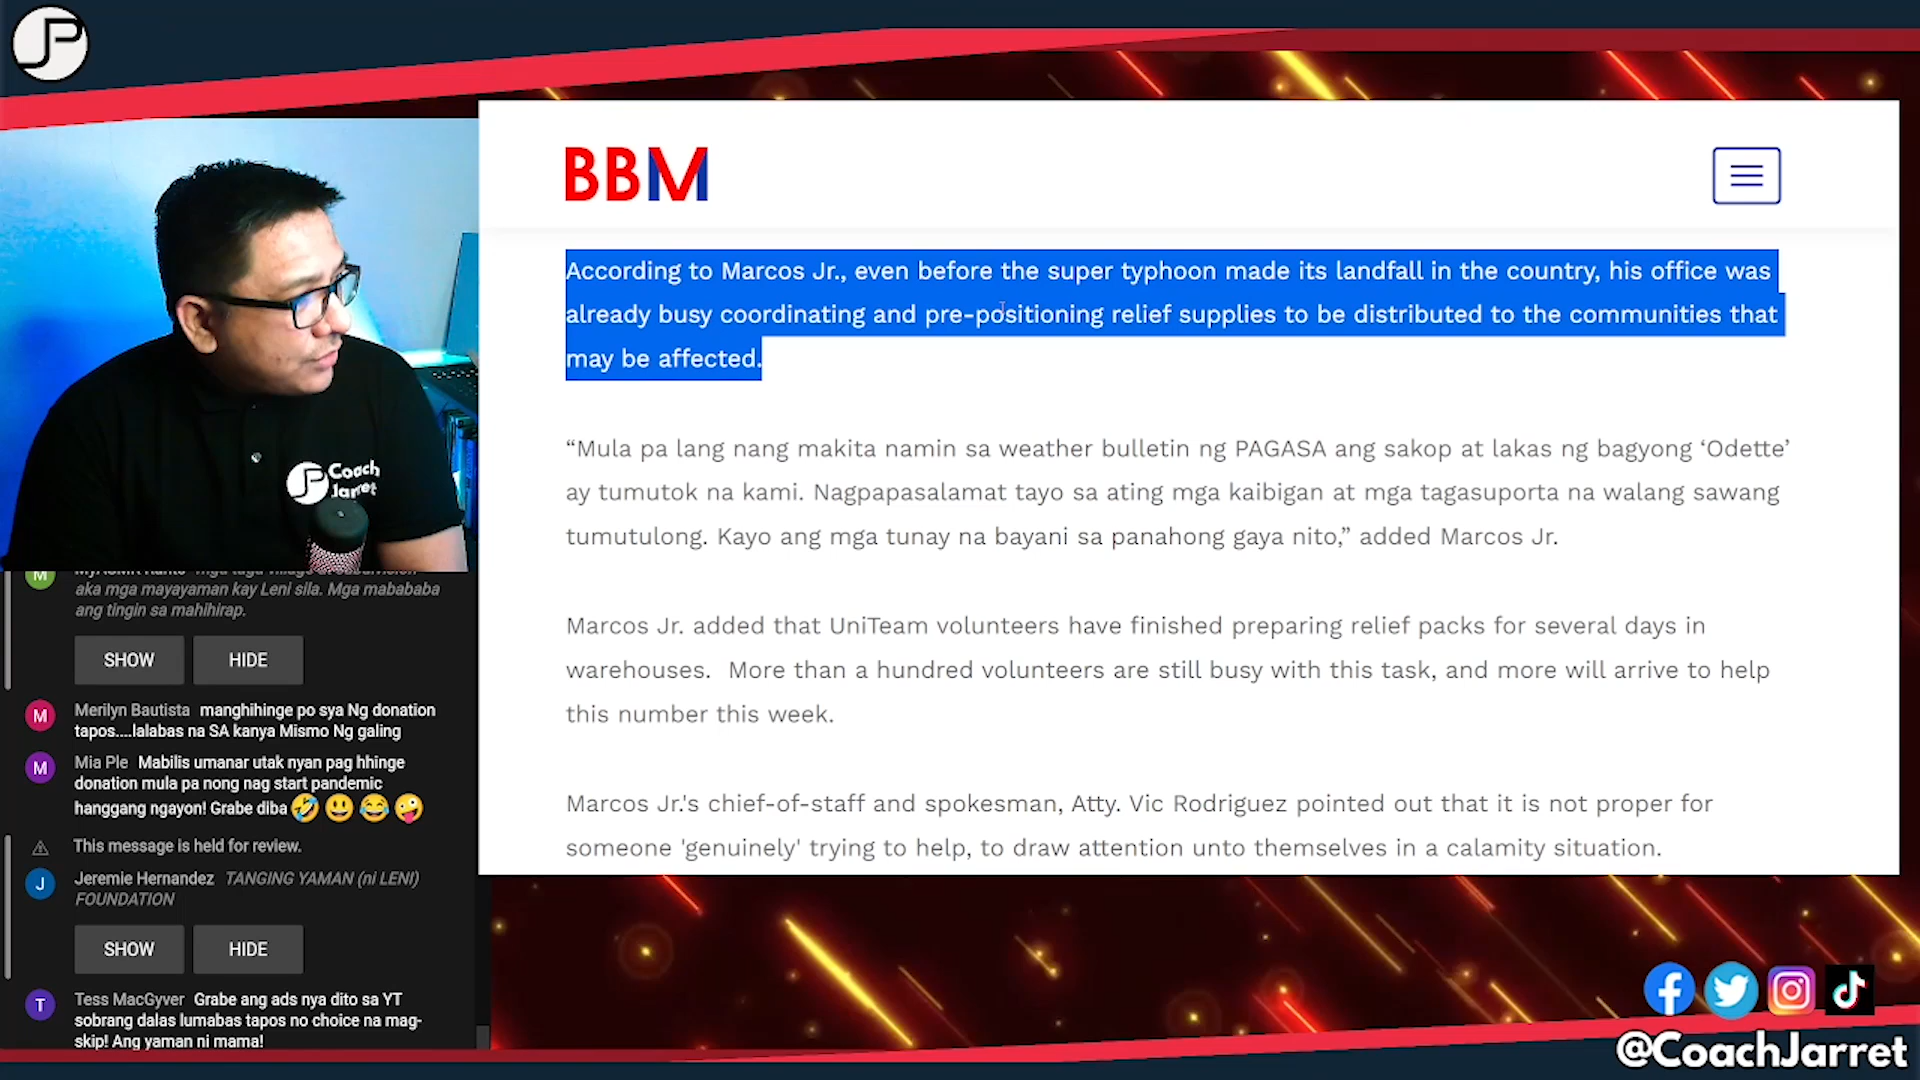 JP
BBM
According to Marcos Jr., even before the super typhoon made its landfall in the country, his office was
already busy coordinating and pre-positioning relief supplies to be distributed to the communities that
may be affected.
“Mula pa lang nang makita namin sa weather bulletin ng PAGASA ang sakop at lakas ng bagyong ‘Odette’
ay tumutok na kami. Nagpapasalamat tayo sa ating mga kaibigan at mga tagasuporta na walang sawang
tumutulong. Kayo ang mga tunay na bayani sa panahong gaya nito,” added Marcos Jr.
Marcos Jr. added that UniTeam volunteers have finished preparing relief packs for several days in
warehouses. More than a hundred volunteers are still busy with this task, and more will arrive to help
this number this week.
Marcos Jr.'s chief-of-staff and spokesman, Atty. Vic Rodriguez pointed out that it is not proper for
someone 'genuinely' trying to help, to draw attention unto themselves in a calamity situation.
JP Coach
Jarret
M
aka mga mayayaman kay Leni sila. Mga mabababa
ang tingin sa mahihirap.
SHOW HIDE
M Merilyn Bautista manghihinge po sya Ng donation
tapos....lalabas na SA kanya Mismo Ng galing
M Mia Ple Mabilis umanar utak nyan pag hhinge
donation mula pa nong nag start pandemic
hanggang ngayon! Grabe diba 🤣😃😂🤪
This message is held for review.
J Jeremie Hernandez TANGING YAMAN (ni LENI)
FOUNDATION
SHOW HIDE
T Tess MacGyver Grabe ang ads nya dito sa YT
sobrang dalas lumabas tapos no choice na mag-
skip! Ang yaman ni mama!
@CoachJarret